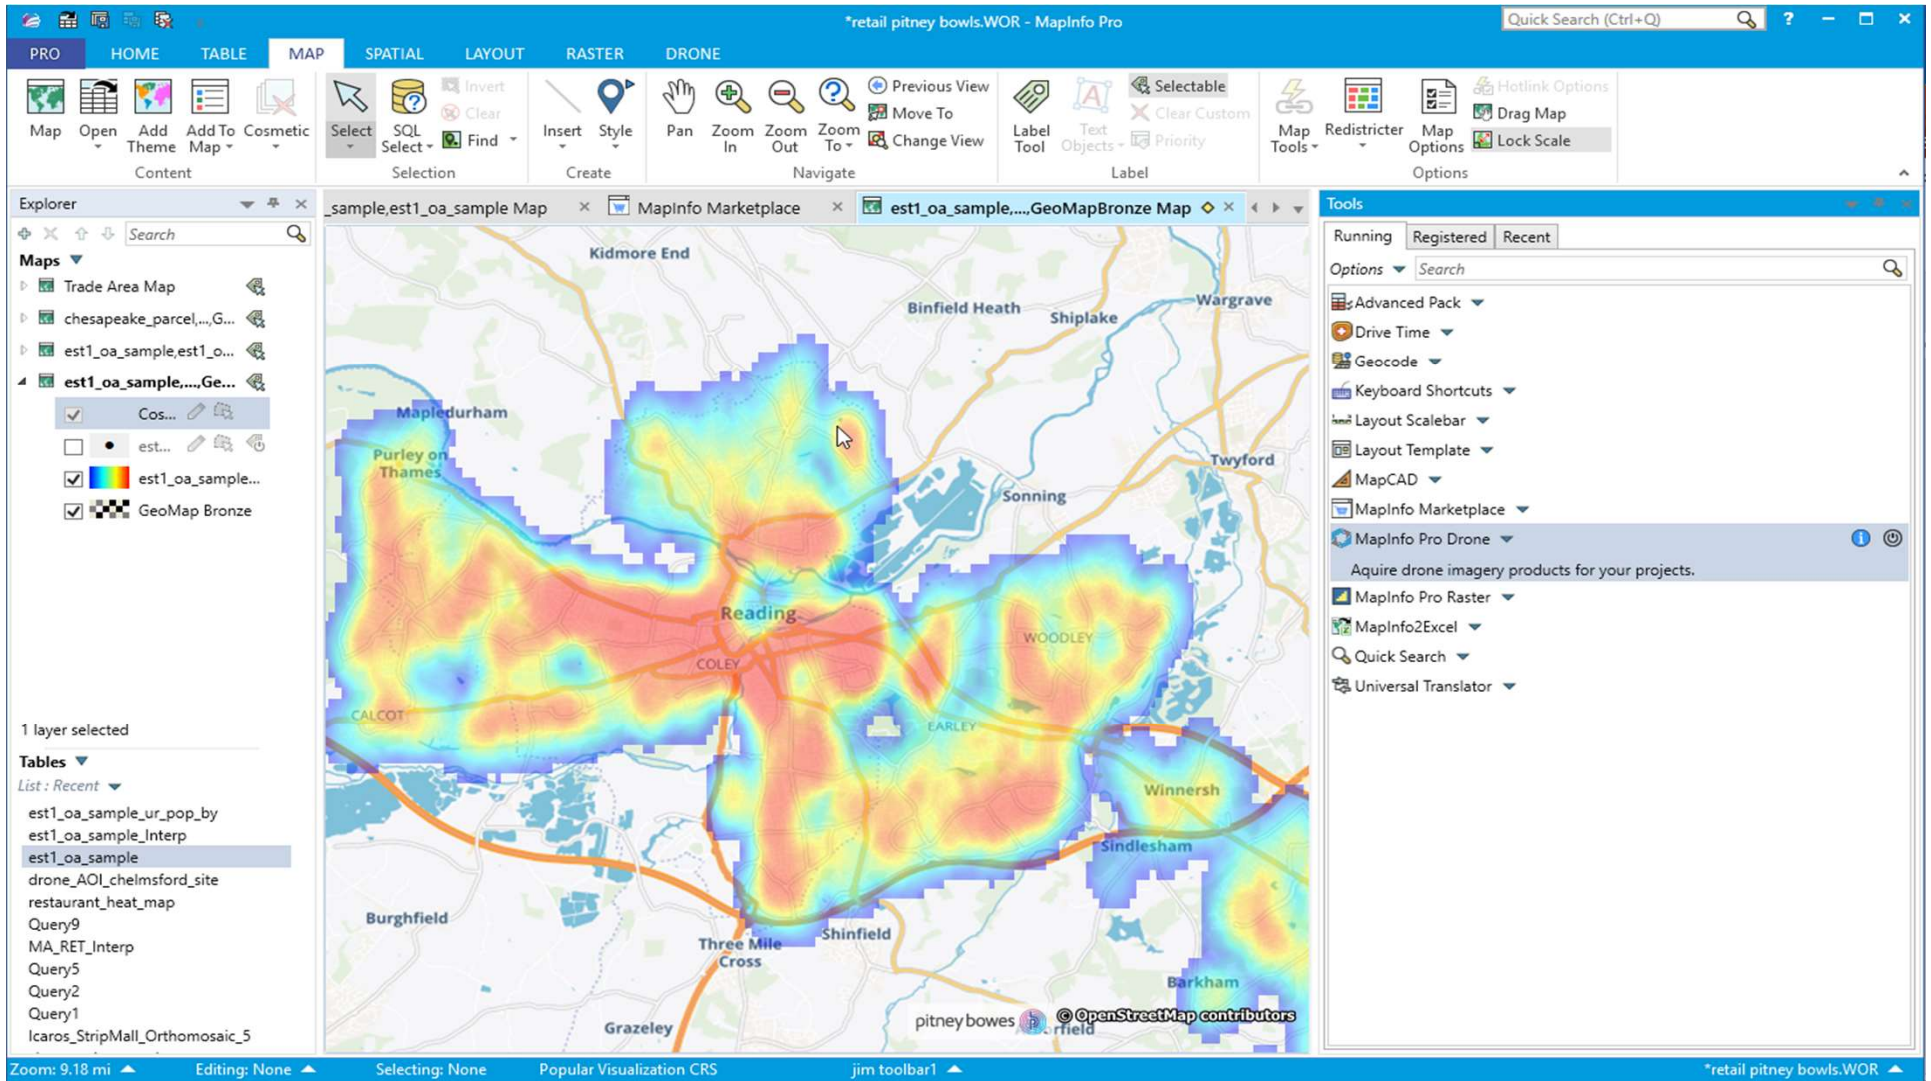 *retail pitney bowls.WOR - MapInfo Pro
Quick Search (Ctrl+Q)
?
PRO
HOME
TABLE
MAP
SPATIAL
LAYOUT
RASTER
DRONE
Map
Open
Add Theme
Add To Map
Cosmetic
Content
Select
SQL Select
Invert
Clear
Find
Selection
Insert
Style
Create
Pan
Zoom In
Zoom Out
Zoom To
Previous View
Move To
Change View
Navigate
Label Tool
Text Objects
Selectable
Clear Custom
Priority
Label
Map Tools
Redistricter
Map Options
Hotlink Options
Drag Map
Lock Scale
Options
Explorer
Search
Maps
Trade Area Map
chesapeake_parcel,...,G...
est1_oa_sample,est1_o...
est1_oa_sample,...,Ge...
Cos...
est...
est1_oa_sample...
GeoMap Bronze
1 layer selected
Tables
List : Recent
est1_oa_sample_ur_pop_by
est1_oa_sample_Interp
est1_oa_sample
drone_AOI_chelmsford_site
restaurant_heat_map
Query9
MA_RET_Interp
Query5
Query2
Query1
Icaros_StripMall_Orthomosaic_5
_sample,est1_oa_sample Map
MapInfo Marketplace
est1_oa_sample,...,GeoMapBronze Map
Kidmore End
Binfield Heath
Shiplake
Wargrave
Mapledurham
Purley on
Thames
Twyford
Sonning
Reading
WOODLEY
COLEY
CALCOT
EARLEY
Winnersh
Sindlesham
Burghfield
Shinfield
Three Mile
Cross
Barkham
Grazeley
pitney bowes
© OpenStreetMap contributors
Tools
Running
Registered
Recent
Options
Search
Advanced Pack
Drive Time
Geocode
Keyboard Shortcuts
Layout Scalebar
Layout Template
MapCAD
MapInfo Marketplace
MapInfo Pro Drone
Aquire drone imagery products for your projects.
MapInfo Pro Raster
MapInfo2Excel
Quick Search
Universal Translator
Zoom: 9.18 mi
Editing: None
Selecting: None
Popular Visualization CRS
jim toolbar1
*retail pitney bowls.WOR